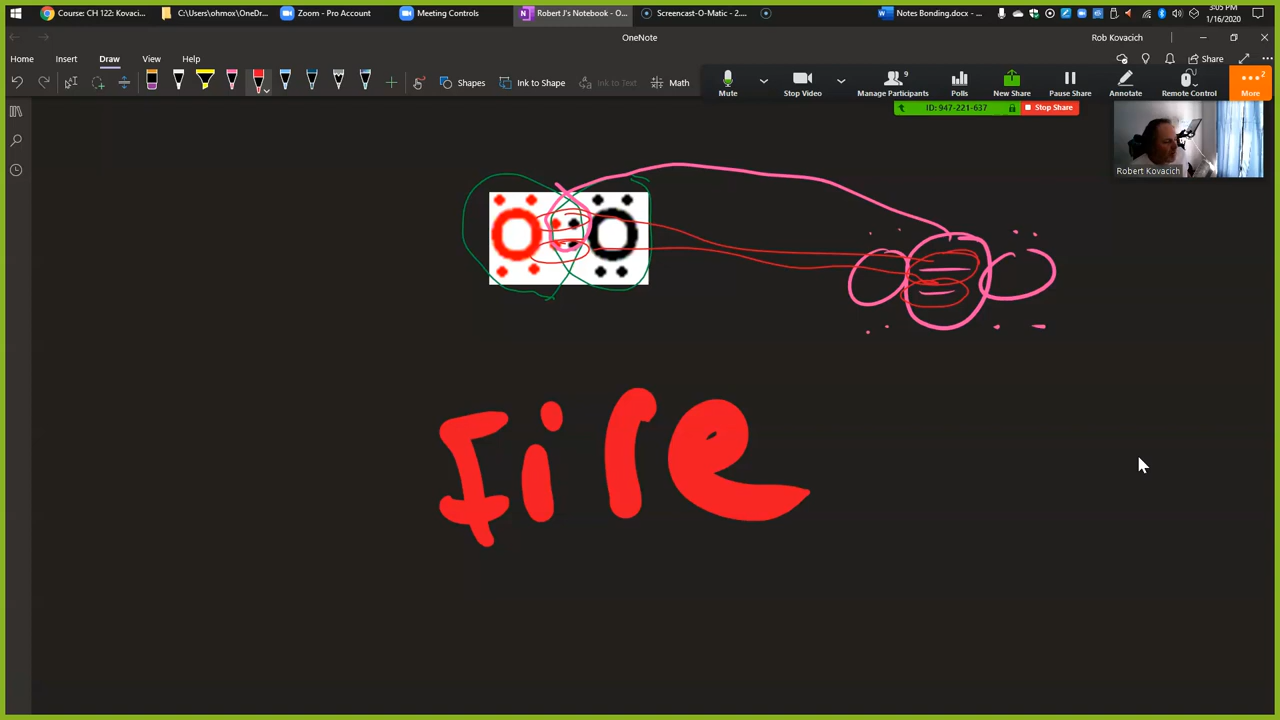 Course: CH 122: Kovaci...
C:\Users\ohmox\OneDr...
Zoom - Pro Account
Meeting Controls
Robert J's Notebook - O...
Screencast-O-Matic - 2....
Notes Bonding.docx - ...
3:05 PM
1/16/2020
OneNote
Rob Kovacich
Home
Insert
Draw
View
Help
Share
Shapes
Ink to Shape
Ink to Text
Math
Mute
Stop Video
9
Manage Participants
Polls
New Share
Pause Share
Annotate
Remote Control
2
More
ID: 947-221-637
Stop Share
Robert Kovacich
Fire